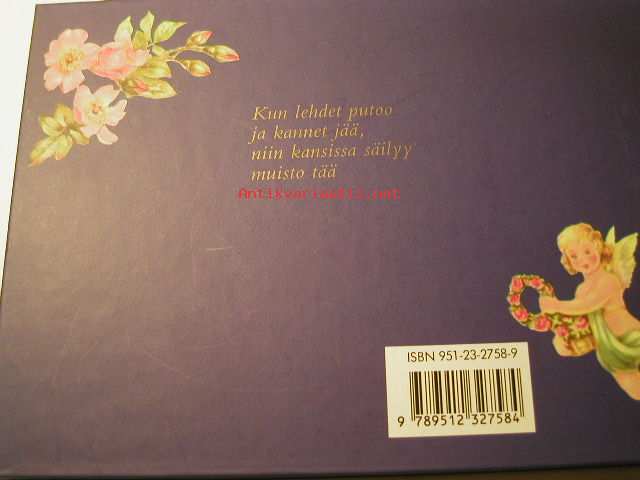 Kun lehdet putoo
ja kannet jää,
niin kansissa säilyy
muisto tää
Antikvariaatti.net
ISBN 951-23-2758-9
9 789512 327584